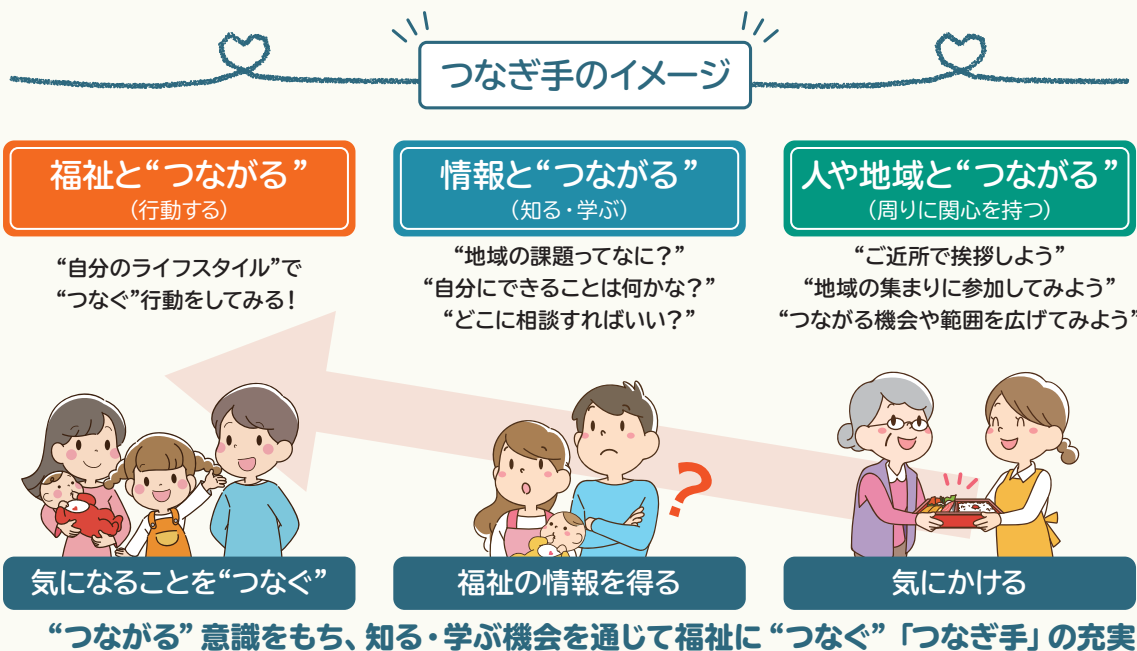 つなぎ手のイメージ
福祉と“つながる”
（行動する）
“自分のライフスタイル”で
“つなぐ”行動をしてみる！
気になることを“つなぐ”
情報と“つながる”
（知る・学ぶ）
“地域の課題ってなに？”
“自分にできることは何かな？”
“どこに相談すればいい？”
?
福祉の情報を得る
人や地域と“つながる”
（周りに関心を持つ）
“ご近所で挨拶しよう”
“地域の集まりに参加してみよう”
“つながる機会や範囲を広げてみよう”
気にかける
“つながる”意識をもち、知る・学ぶ機会を通じて福祉に“つなぐ”「つなぎ手」の充実